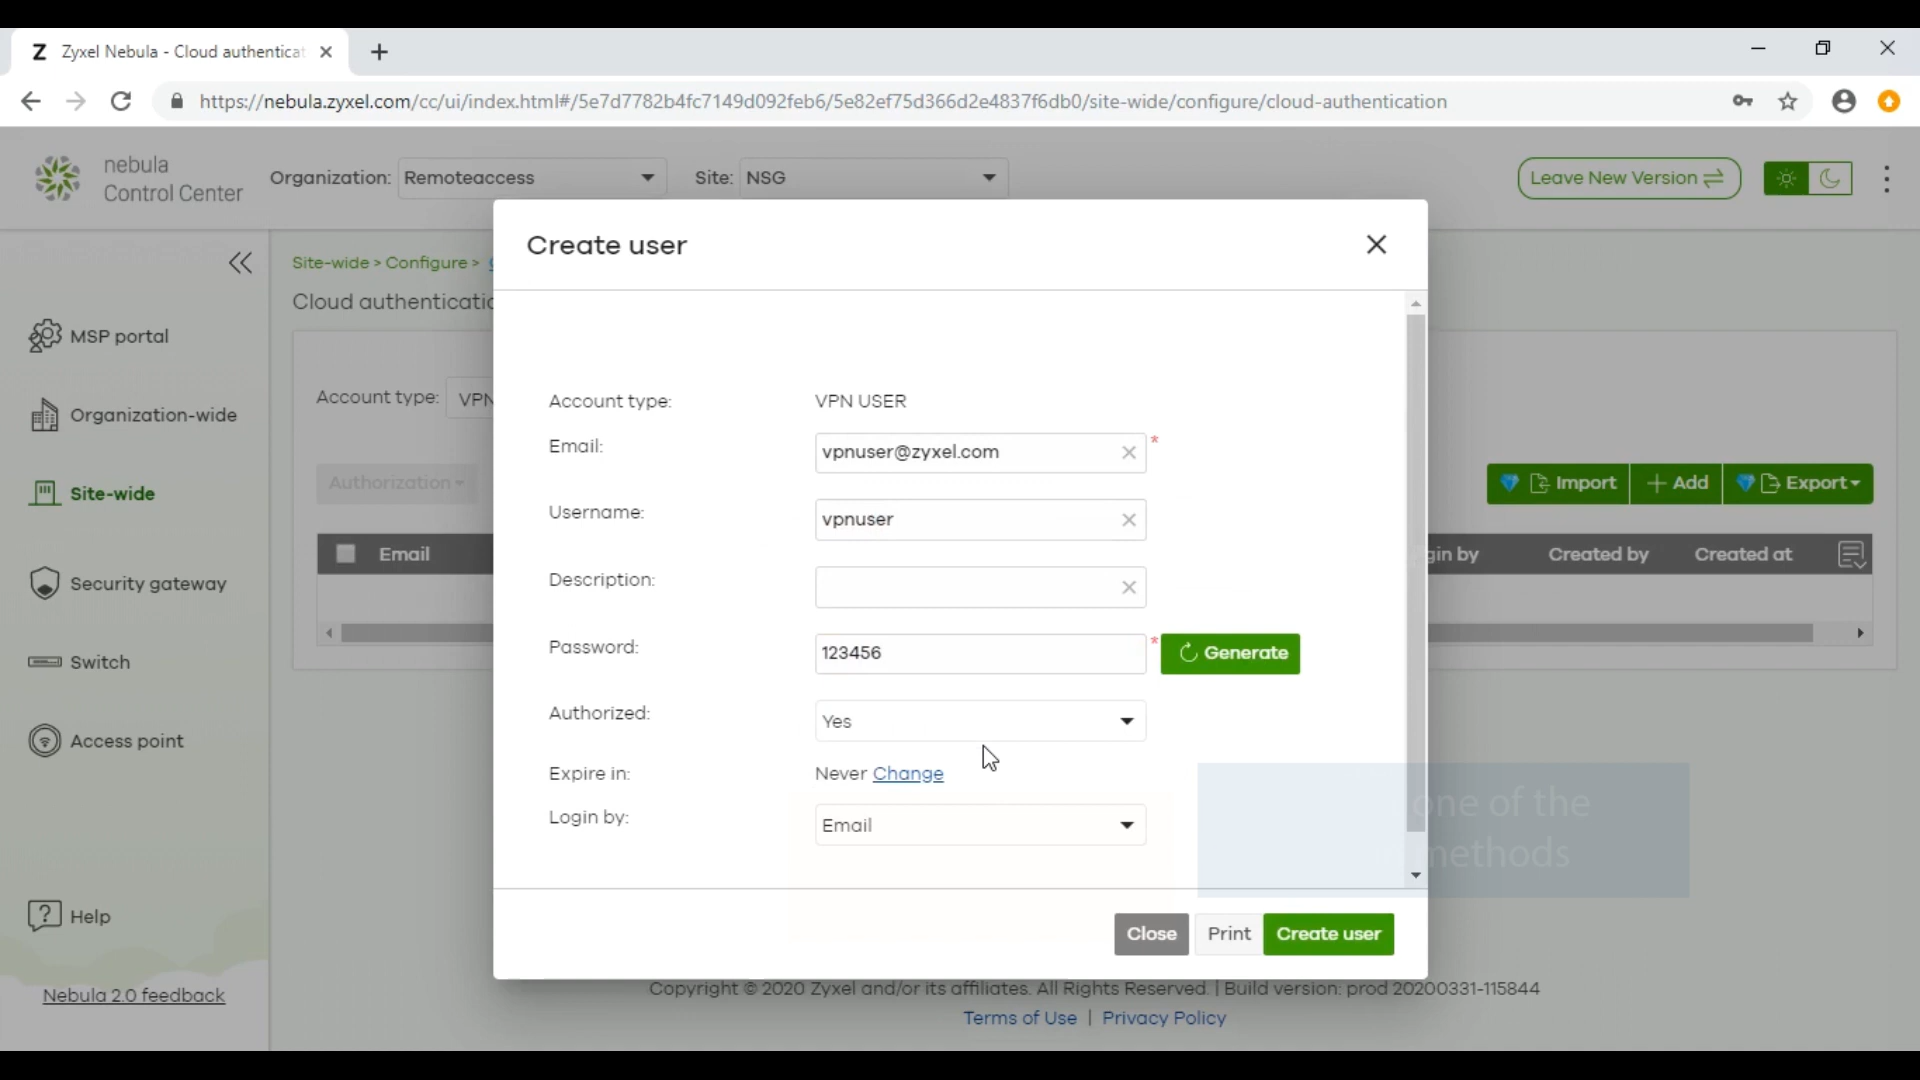 Z Zyxel Nebula - Cloud authenticat
https://nebula.zyxel.com/cc/ui/index.html#/5e7d7782b4fc7149d092feb6/5e82ef75d366d2e4837f6db0/site-wide/configure/cloud-authentication
nebula
Control Center
Organization: Remoteaccess
Site: NSG
Leave New Version
Create user
Site-wide > Configure >
Cloud authenticatio
MSP portal
Organization-wide
Site-wide
Security gateway
Switch
Access point
Help
Nebula 2.0 feedback
Account type: VPN
Authorization
Email
Account type: VPN USER
Email: vpnuser@zyxel.com *
Username: vpnuser
Description:
Password: 123456 * Generate
Authorized: Yes
Expire in: Never Change
Login by: Email
Close Print Create user
Import + Add Export
gin by Created by Created at
one of the
methods
Copyright © 2020 Zyxel and/or its affiliates. All Rights Reserved. | Build version: prod 20200331-115844
Terms of Use | Privacy Policy